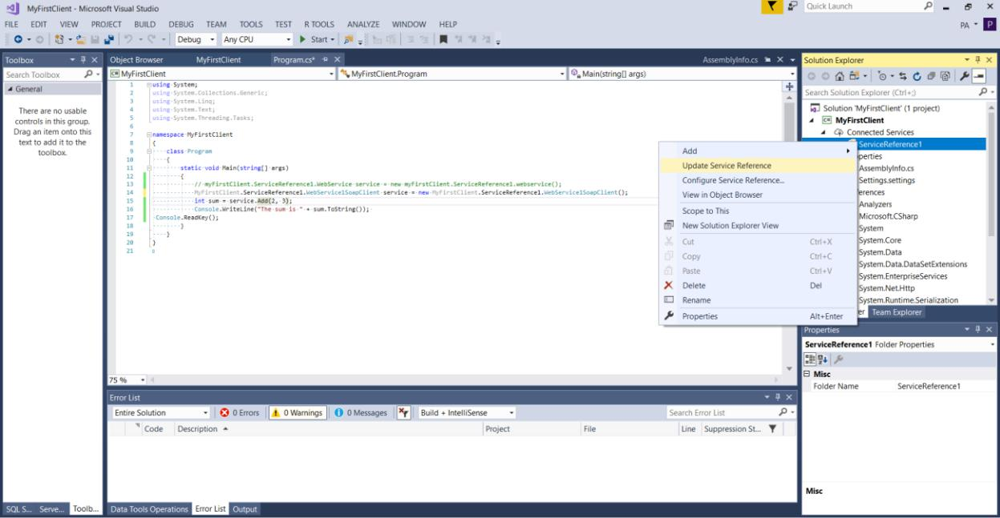 MyFirstClient - Microsoft Visual Studio
Quick Launch
FILE EDIT VIEW PROJECT BUILD DEBUG TEAM TOOLS TEST R TOOLS ANALYZE WINDOW HELP
PA P
Debug Any CPU Start
Toolbox
Search Toolbox
General
There are no usable
controls in this group.
Drag an item onto this
text to add it to the
toolbox.
SQL S... Serve... Toolb...
Object Browser MyFirstClient Program.cs* AssemblyInfo.cs
C# MyFirstClient MyFirstClient.Program Main(string[] args)
1 using System;
2 using System.Collections.Generic;
3 using System.Linq;
4 using System.Text;
5 using System.Threading.Tasks;
6
7 namespace MyFirstClient
8 {
9 class Program
10 {
11 static void Main(string[] args)
12 {
13 // myFirstClient.ServiceReference1.WebService service = new myFirstClient.ServiceReference1.webservice();
14 MyFirstClient.ServiceReference1.WebService1SoapClient service = new MyFirstClient.ServiceReference1.WebService1SoapClient();
15 int sum = service.Add(2, 3);
16 Console.WriteLine("The sum is " + sum.ToString());
17 Console.ReadKey();
18 }
19 }
20 }
21
75 %
Add
Update Service Reference
Configure Service Reference...
View in Object Browser
Scope to This
New Solution Explorer View
Cut Ctrl+X
Copy Ctrl+C
Paste Ctrl+V
Delete Del
Rename
Properties Alt+Enter
Solution Explorer
Search Solution Explorer (Ctrl+;)
Solution 'MyFirstClient' (1 project)
C# MyFirstClient
Connected Services
ServiceReference1
perties
AssemblyInfo.cs
Settings.settings
erences
Analyzers
Microsoft.CSharp
System
System.Core
System.Data
System.Data.DataSetExtensions
System.EnterpriseServices
System.Net.Http
System.Runtime.Serialization
er Team Explorer
Properties
ServiceReference1 Folder Properties
Misc
Folder Name ServiceReference1
Misc
Error List
Entire Solution 0 Errors 0 Warnings 0 Messages Build + IntelliSense Search Error List
Code Description Project File Line Suppression St...
Data Tools Operations Error List Output